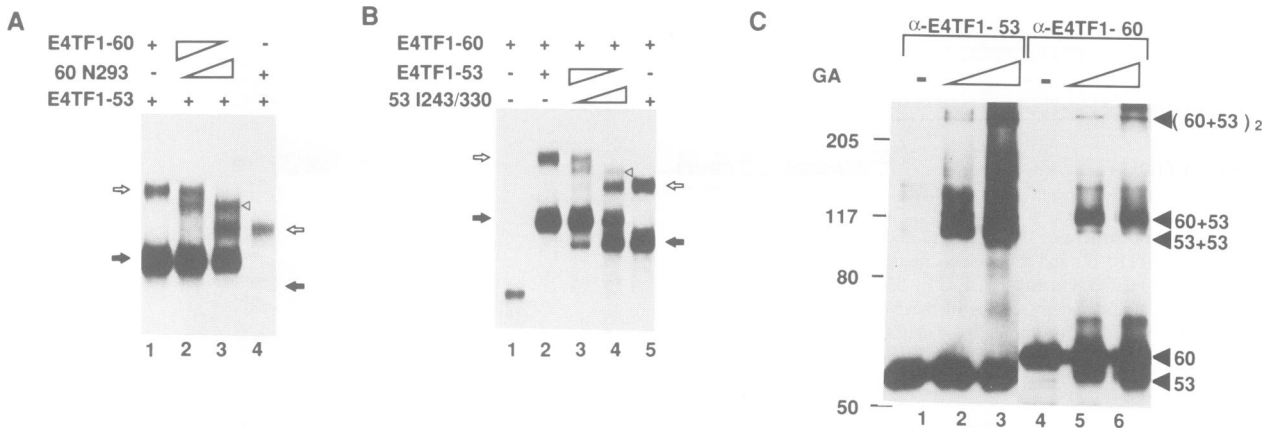 A
E4TF1-60 + -
60 N293 - +
E4TF1-53 + + + +
1 2 3 4
B
E4TF1-60 + + + + +
E4TF1-53 + -
53 I243/330 - - +
1 2 3 4 5
C
α-E4TF1- 53 α-E4TF1- 60
GA - -
205
117
80
50
(60+53)2
60+53
53+53
60
53
1 2 3 4 5 6